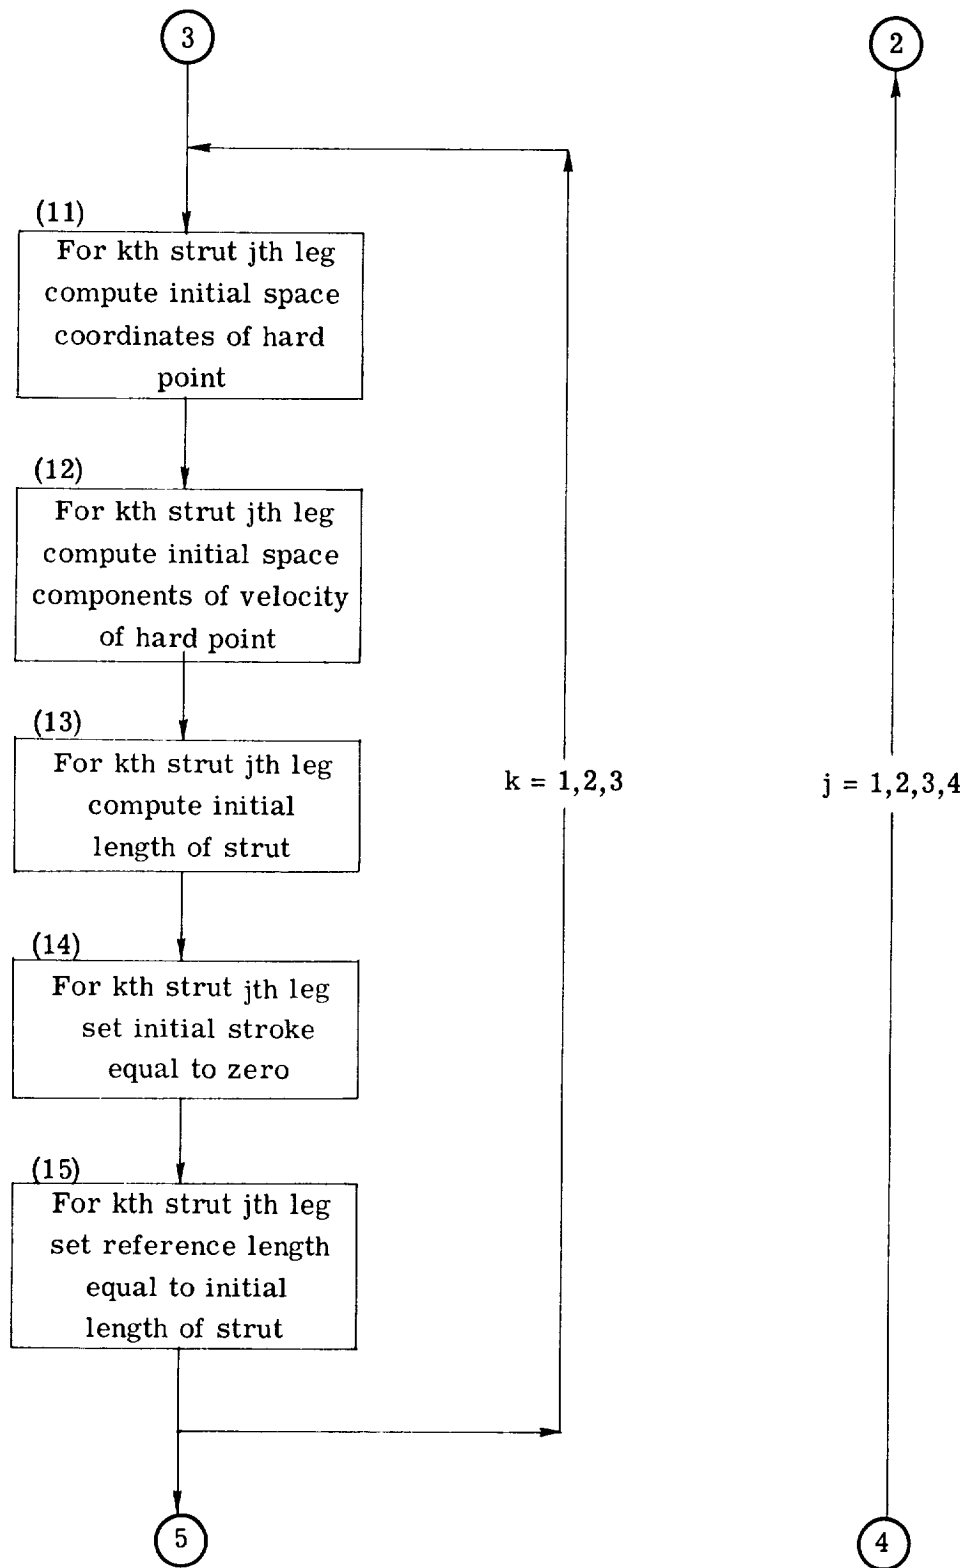 3
2
(11)
For kth strut jth leg
compute initial space
coordinates of hard
point
(12)
For kth strut jth leg
compute initial space
components of velocity
of hard point
(13)
For kth strut jth leg
compute initial
length of strut
k = 1,2,3
j = 1,2,3,4
(14)
For kth strut jth leg
set initial stroke
equal to zero
(15)
For kth strut jth leg
set reference length
equal to initial
length of strut
5
4